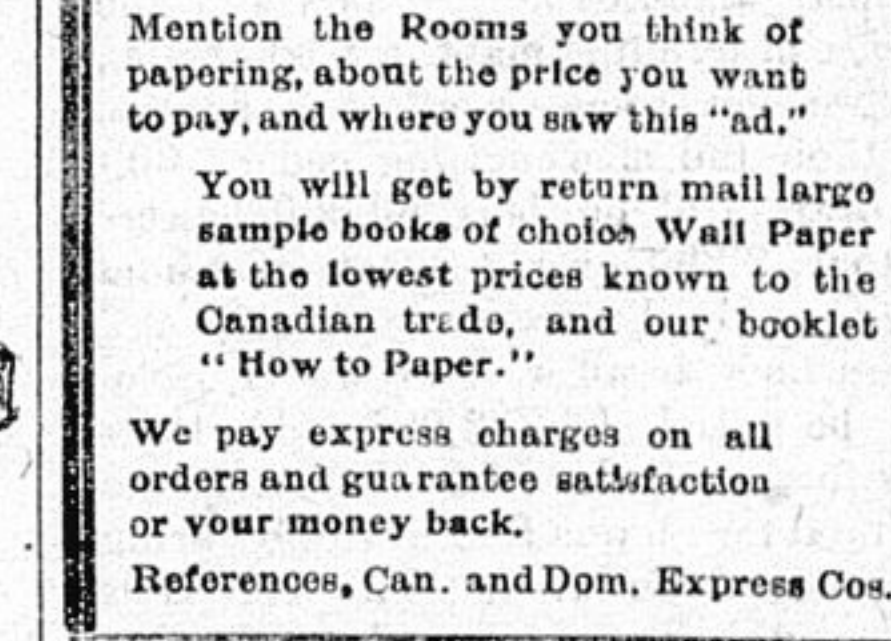 Mention the Rooms you think of
papering, about the price you want
to pay, and where you saw this "ad."
You will get by return mail large
sample books of choice Wall Paper
at the lowest prices known to the
Canadian trade, and our booklet
"How to Paper."
We pay express charges on all
orders and guarantee satisfaction
or your money back.
References, Can. and Dom. Express Cos.